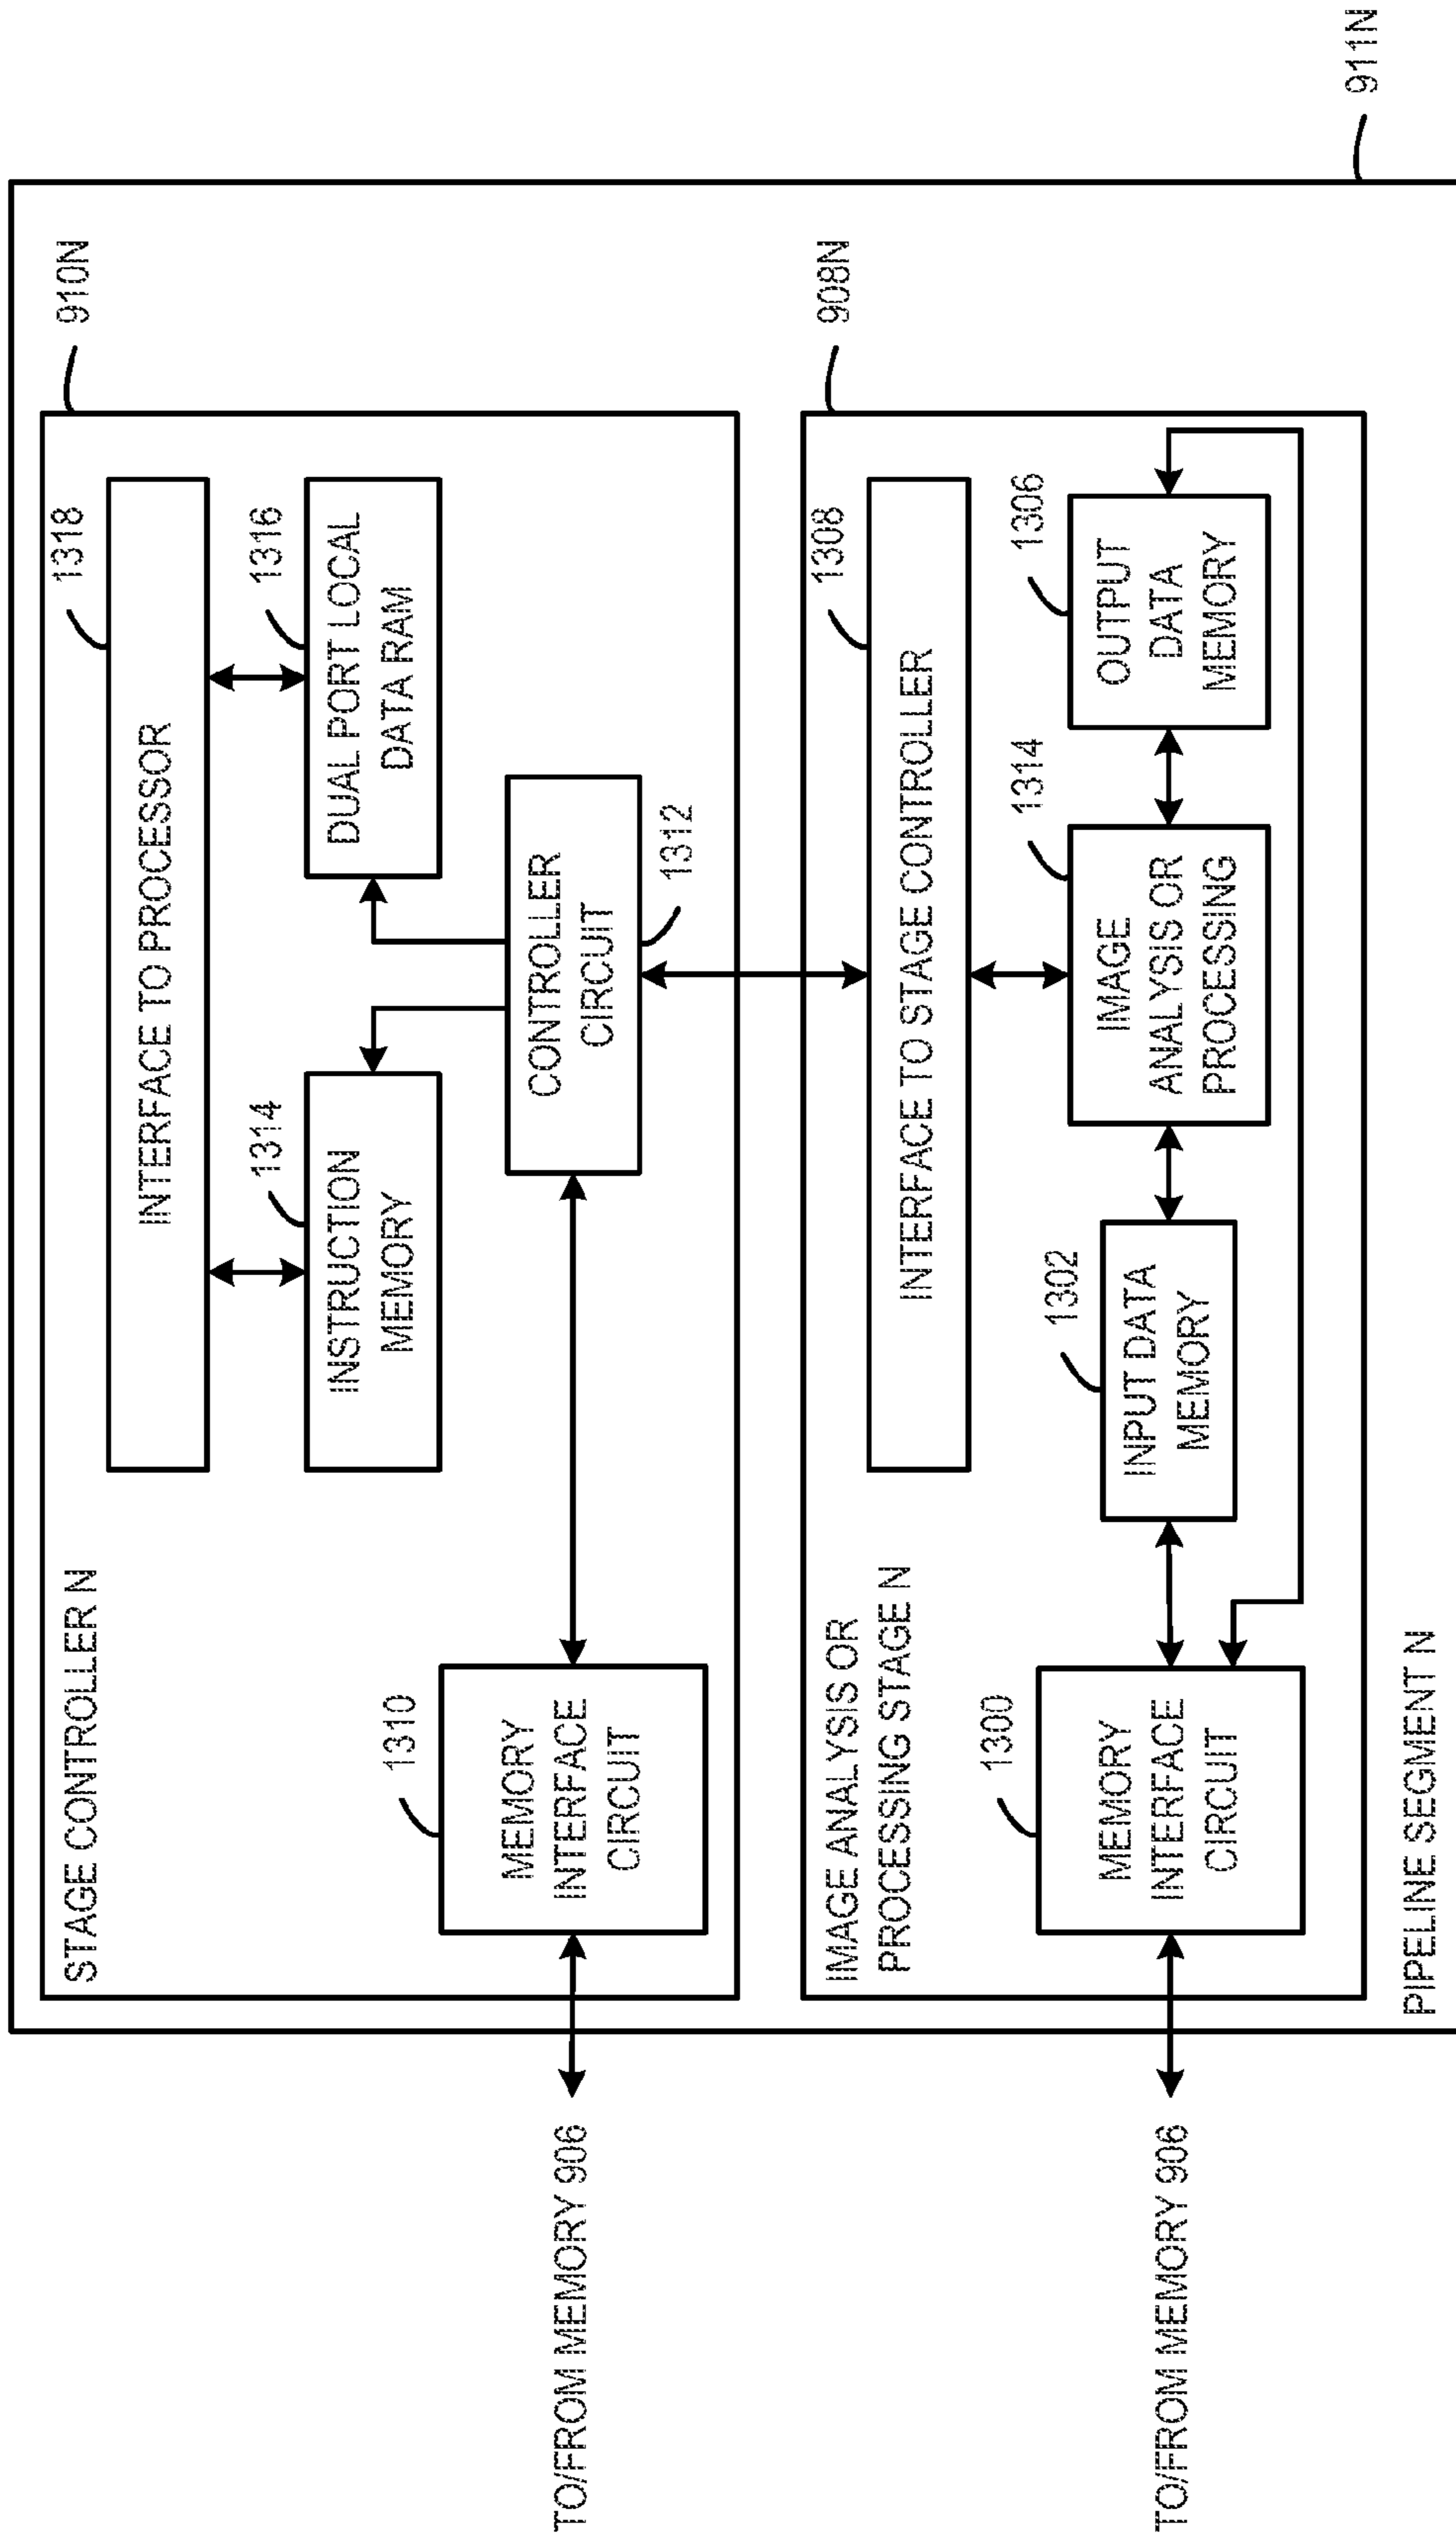 911N
910N
STAGE CONTROLLER N
1318
INTERFACE TO PROCESSOR
1314
INSTRUCTION
MEMORY
1316
DUAL PORT LOCAL
DATA RAM
1310
MEMORY
INTERFACE
CIRCUIT
CONTROLLER
CIRCUIT
1312
TO/FROM MEMORY 906
908N
IMAGE ANALYSIS OR
PROCESSING STAGE N
1308
INTERFACE TO STAGE CONTROLLER
1300
MEMORY
INTERFACE
CIRCUIT
1302
INPUT DATA
MEMORY
1314
IMAGE
ANALYSIS OR
PROCESSING
1306
OUTPUT
DATA
MEMORY
TO/FROM MEMORY 906
PIPELINE SEGMENT N